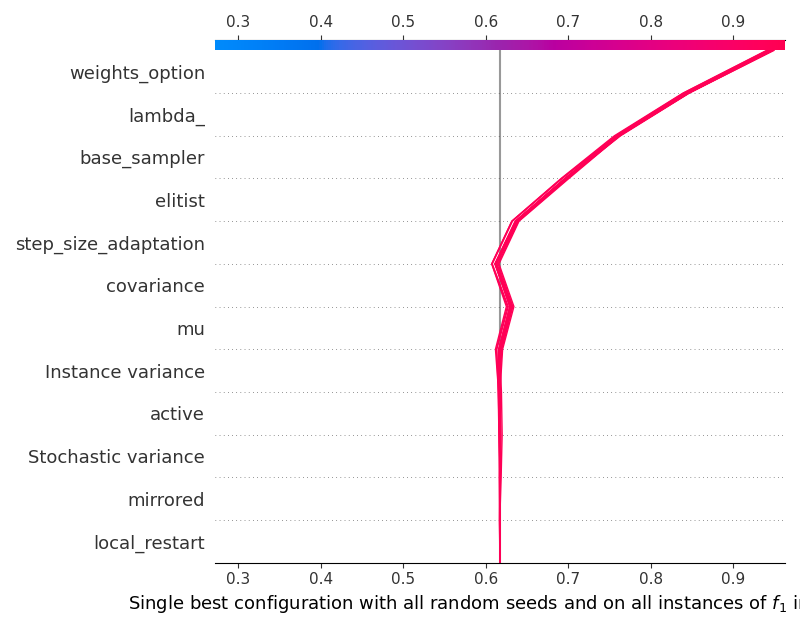 0.3 0.4 0.5 0.6 0.7 0.8 0.9
weights_option
lambda_
base_sampler
elitist
step_size_adaptation
covariance
mu
Instance variance
active
Stochastic variance
mirrored
local_restart
0.3 0.4 0.5 0.6 0.7 0.8 0.9
Single best configuration with all random seeds and on all instances of f₁